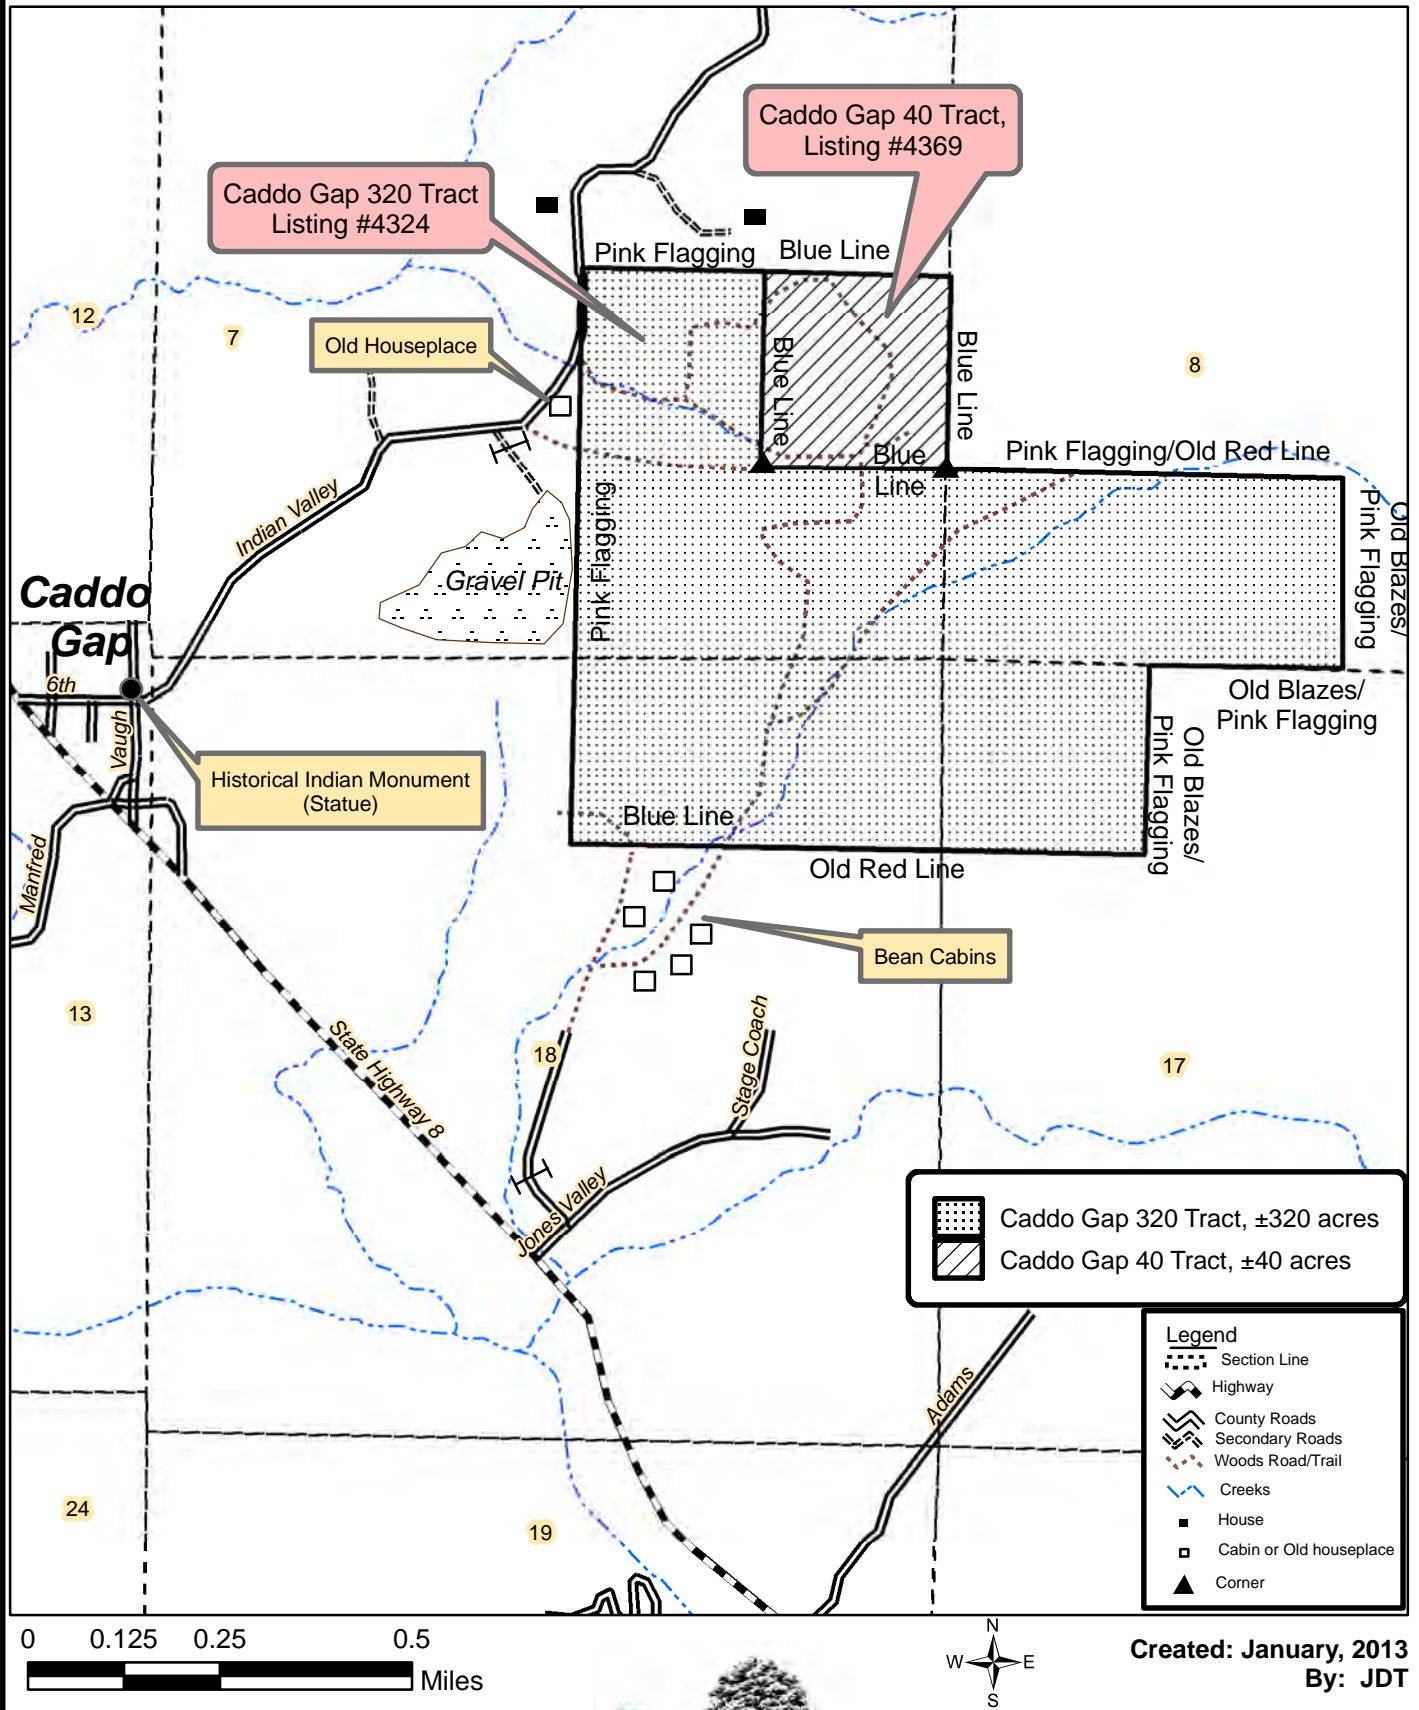 Caddo Gap 40 Tract,
Listing #4369
Caddo Gap 320 Tract
Listing #4324
Pink Flagging
Blue Line
12
7
Old Houseplace
Blue Line
Blue Line
8
Pink Flagging/Old Red Line
Blue
Line
Indian Valley
Pink Flagging
Old Blazes/
Pink Flagging
Gravel Pit
Caddo
Gap
6th
Vaugh
Old Blazes/
Pink Flagging
Old Blazes/
Pink Flagging
Historical Indian Monument
(Statue)
Blue Line
Old Red Line
Manfred
Bean Cabins
13
State Highway 8
18
Stage Coach
17
Jones Valley
Caddo Gap 320 Tract, ±320 acres
Caddo Gap 40 Tract, ±40 acres
Legend
Section Line
Highway
County Roads
Secondary Roads
Woods Road/Trail
Creeks
House
Cabin or Old houseplace
Corner
Adams
24
19
0 0.125 0.25 0.5
Miles
N
W E
S
Created: January, 2013
By: JDT